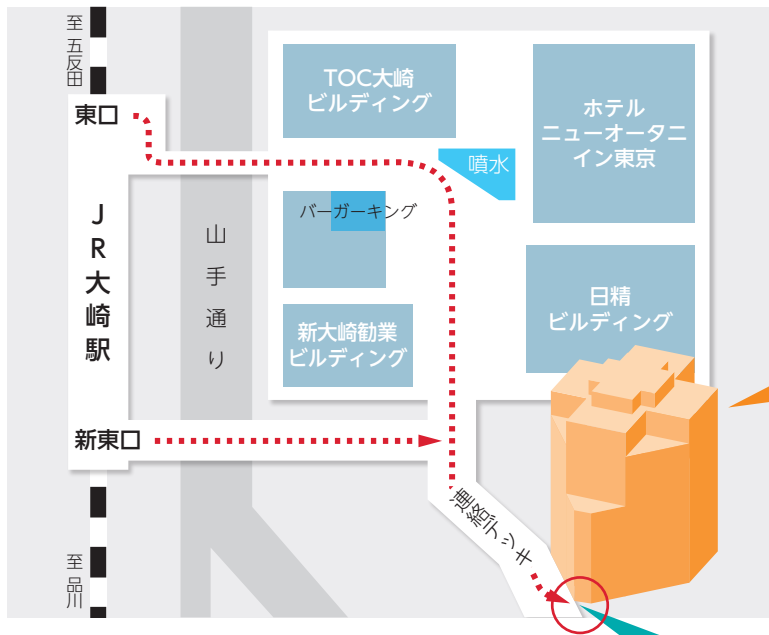 至 五反田
東口
TOC大崎
ビルディング
ホテル
ニューオータニ
イン東京
噴水
バーガーキング
JR大崎駅
山手通り
日精
ビルディング
新大崎勧業
ビルディング
新東口
連絡デッキ
至 品川